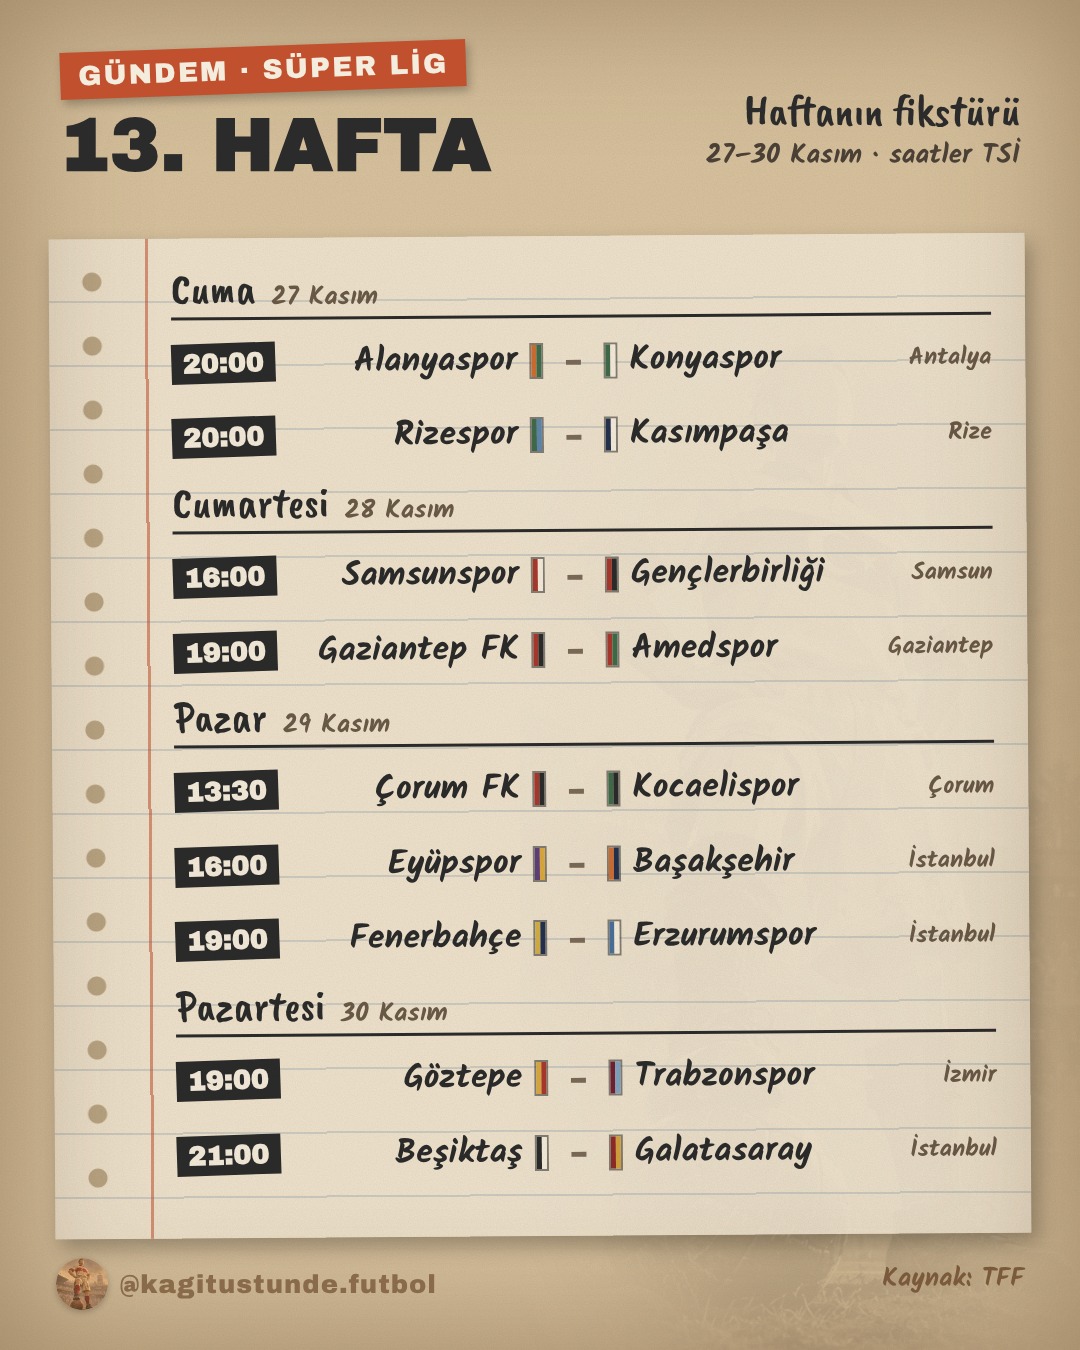 GÜNDEM · SÜPER LİG
13. HAFTA
Haftanın fikstürü
27–30 Kasım · saatler TSİ
Cuma 27 Kasım
20:00 Alanyaspor – Konyaspor Antalya
20:00 Rizespor – Kasımpaşa Rize
Cumartesi 28 Kasım
16:00 Samsunspor – Gençlerbirliği Samsun
19:00 Gaziantep FK – Amedspor Gaziantep
Pazar 29 Kasım
13:30 Çorum FK – Kocaelispor Çorum
16:00 Eyüpspor – Başakşehir İstanbul
19:00 Fenerbahçe – Erzurumspor İstanbul
Pazartesi 30 Kasım
19:00 Göztepe – Trabzonspor İzmir
21:00 Beşiktaş – Galatasaray İstanbul
@kagitustunde.futbol
Kaynak: TFF